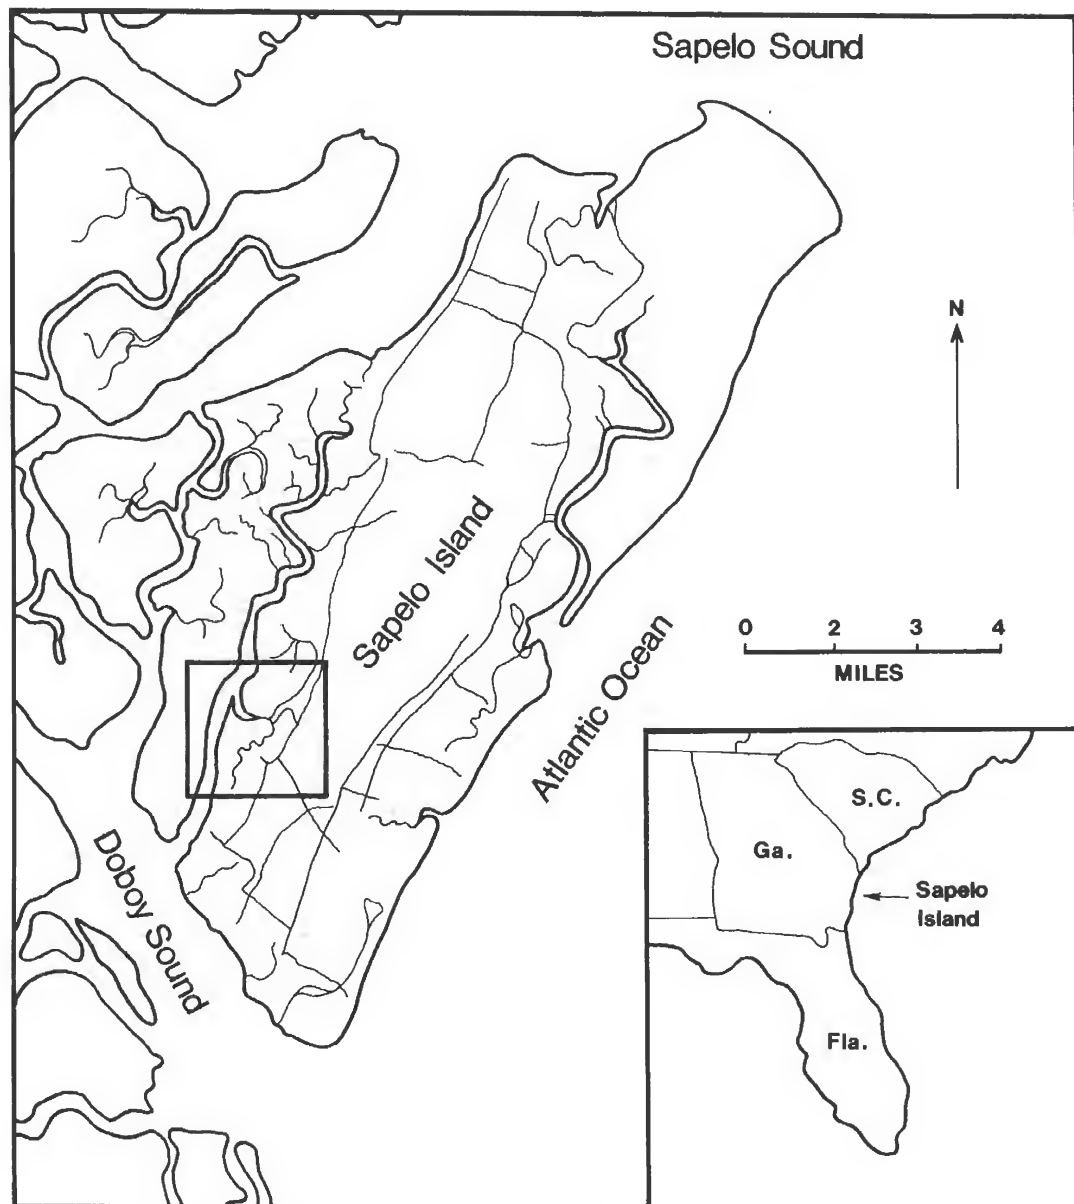 Sapelo Sound
N
Sapelo Island
0 2 3 4
MILES
Atlantic Ocean
Doboy Sound
S.C.
Ga.
Sapelo
Island
Fla.